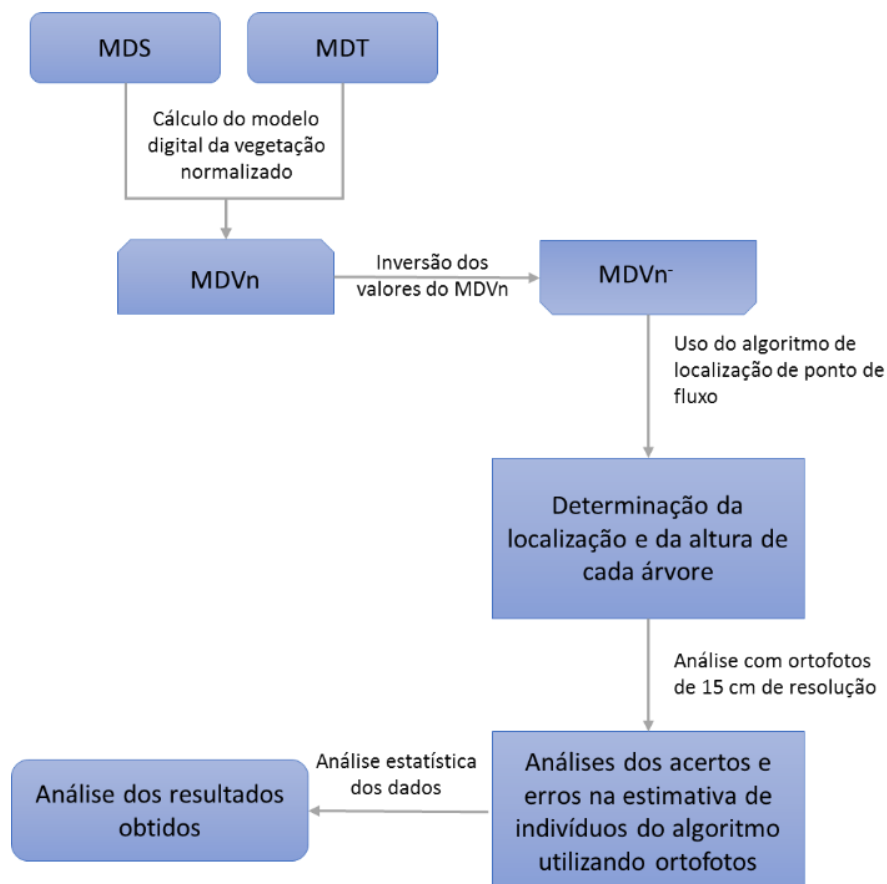 MDS
MDT
Cálculo do modelo
digital da vegetação
normalizado
MDVn
Inversão dos
valores do MDVn
MDVn⁻
Uso do algoritmo de
localização de ponto de
fluxo
Determinação da
localização e da altura de
cada árvore
Análise com ortofotos
de 15 cm de resolução
Análises dos acertos e
erros na estimativa de
indivíduos do algoritmo
utilizando ortofotos
Análise estatística
dos dados
Análise dos resultados
obtidos